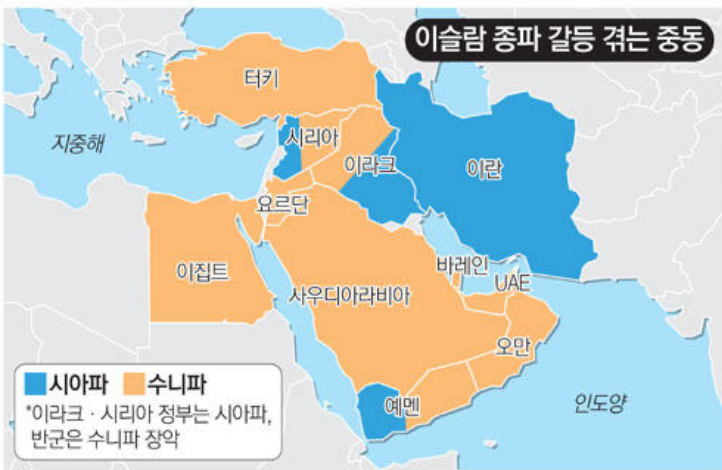 이슬람 종파 갈등 겪는 중동
터키
지중해
시리아
이라크
이란
요르단
이집트
사우디아라비아
바레인
UAE
오만
예멘
인도양
시아파 수니파
*이라크 · 시리아 정부는 시아파,
반군은 수니파 장악